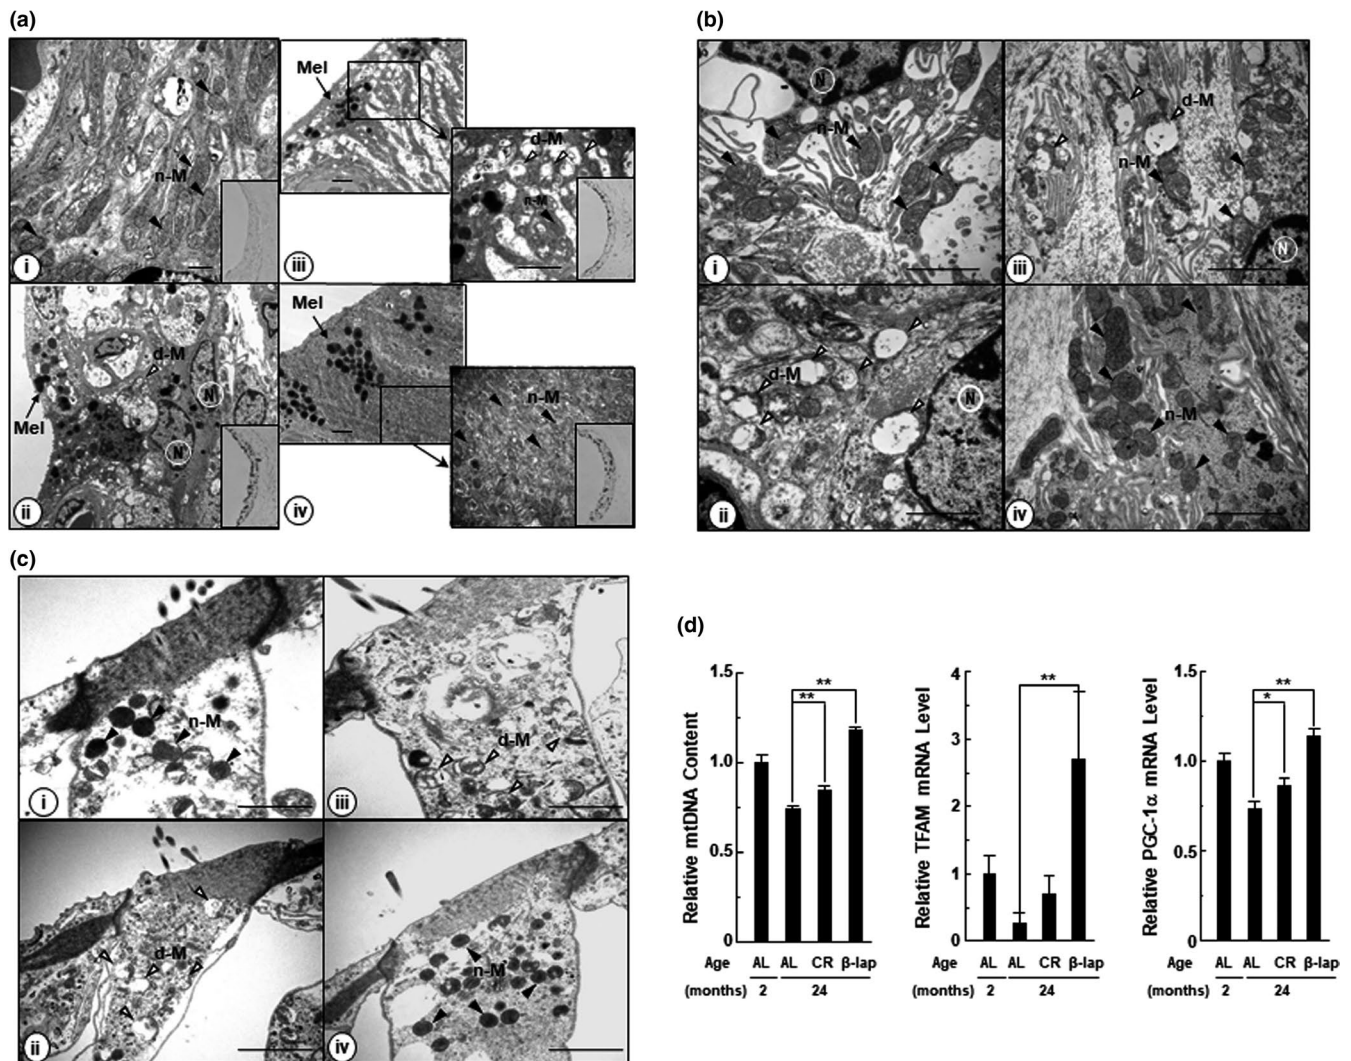 (a)
Mel
d-M
n-M
n-M
i
iii
Mel
n-M
d-M
N
N
Mel
ii
iv
(b)
N
n-M
d-M
n-M
N
i
iii
d-M
N
n-M
ii
iv
(c)
n-M
d-M
i
iii
d-M
n-M
ii
iv
(d)
Relative mtDNA Content
1.5
1.0
0.5
0
**
**
Age AL AL CR β-lap
(months) 2 24
Relative TFAM mRNA Level
4
3
2
1
0
**
Age AL AL CR β-lap
(months) 2 24
Relative PGC-1α mRNA Level
1.5
1.0
0.5
0
**
*
Age AL AL CR β-lap
(months) 2 24